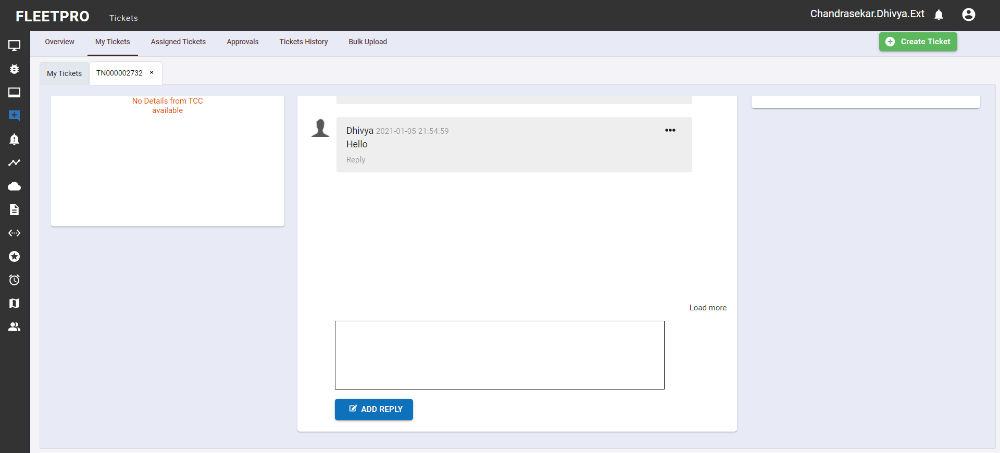 FLEETPRO
Tickets
Chandrasekar.Dhivya.Ext
Overview
My Tickets
Assigned Tickets
Approvals
Tickets History
Bulk Upload
Create Ticket
My Tickets
TN000002732 ×
No Details from TCC
available
Dhivya 2021-01-05 21:54:59
Hello
Reply
Load more
ADD REPLY